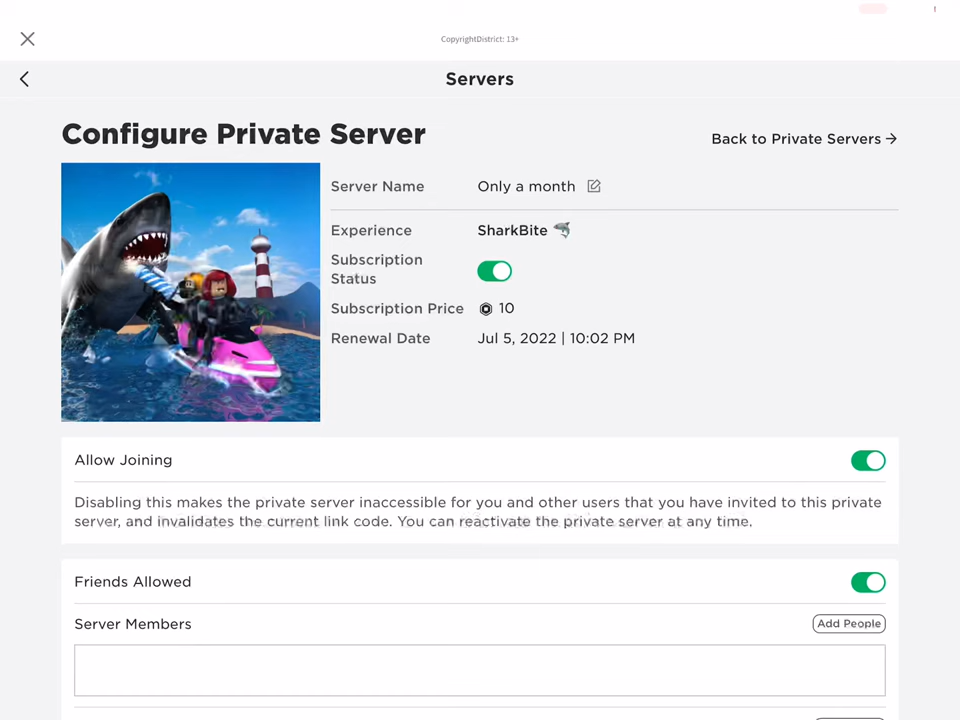 CopyrightDistrict: 13+
Servers
Configure Private Server
Back to Private Servers →
Server Name Only a month
Experience SharkBite 🦈
Subscription Status
Subscription Price 10
Renewal Date Jul 5, 2022 | 10:02 PM
Allow Joining
Disabling this makes the private server inaccessible for you and other users that you have invited to this private
server, and invalidates the current link code. You can reactivate the private server at any time.
Friends Allowed
Server Members Add People